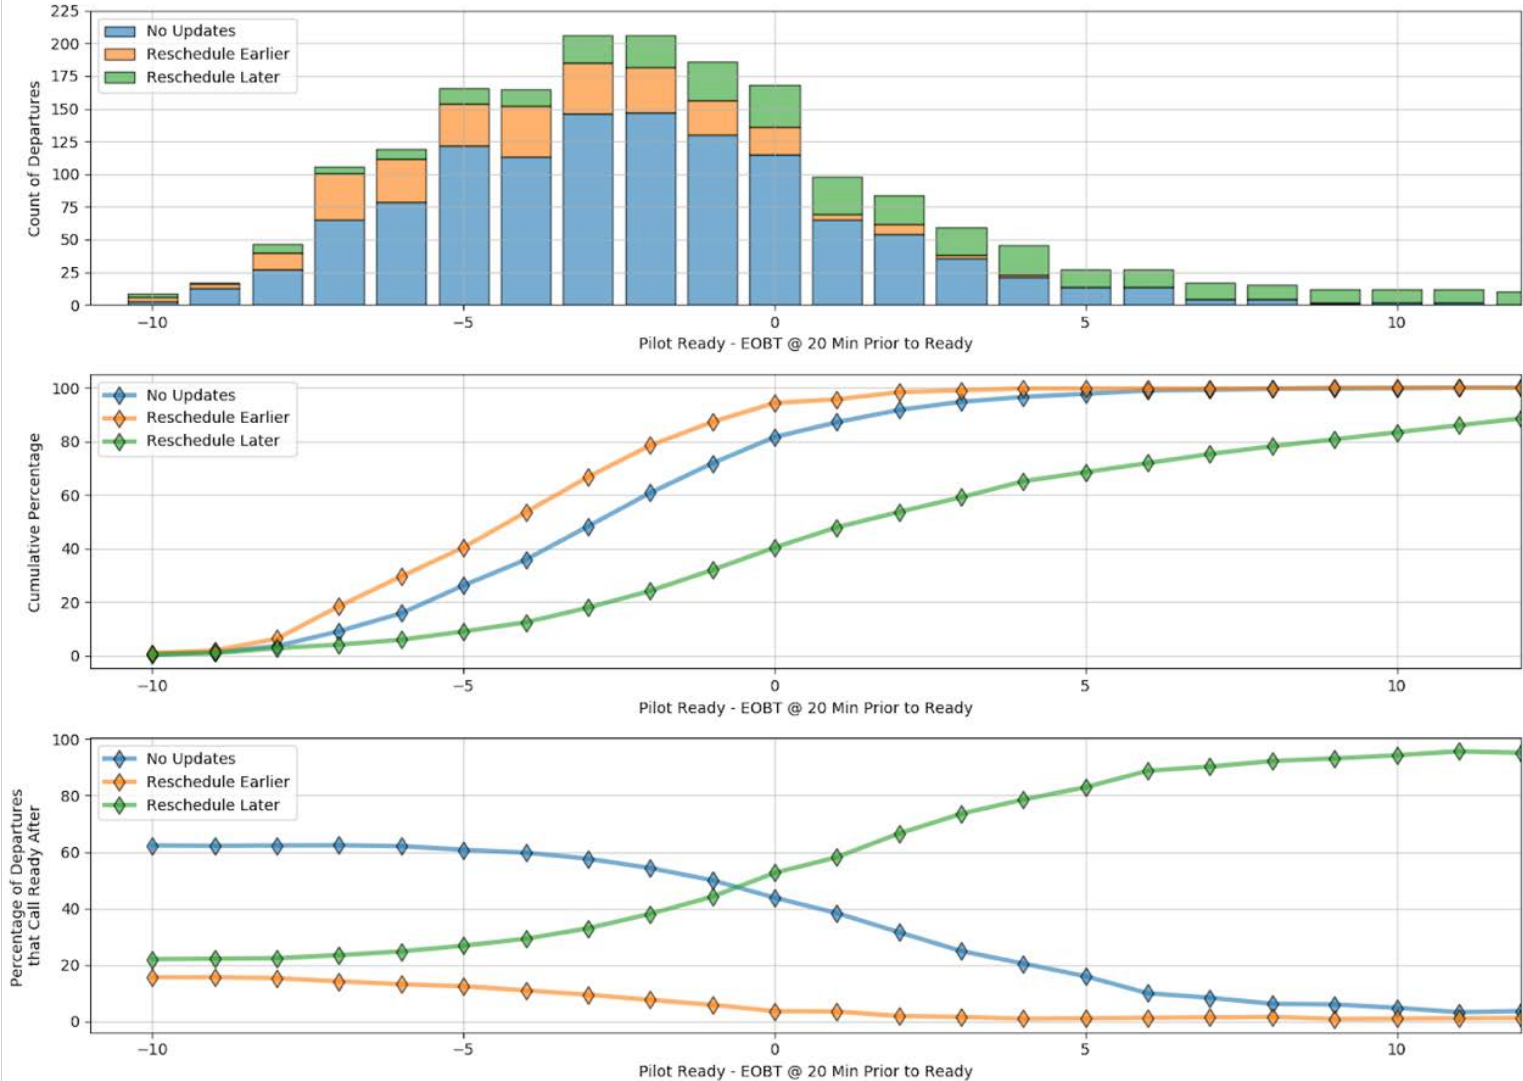 225
200
175
150
125
100
75
50
25
0
Count of Departures
No Updates
Reschedule Earlier
Reschedule Later
−10
−5
0
5
10
Pilot Ready - EOBT @ 20 Min Prior to Ready
100
80
60
40
20
0
Cumulative Percentage
No Updates
Reschedule Earlier
Reschedule Later
−10
−5
0
5
10
Pilot Ready - EOBT @ 20 Min Prior to Ready
100
80
60
40
20
0
Percentage of Departures
that Call Ready After
No Updates
Reschedule Earlier
Reschedule Later
−10
−5
0
5
10
Pilot Ready - EOBT @ 20 Min Prior to Ready